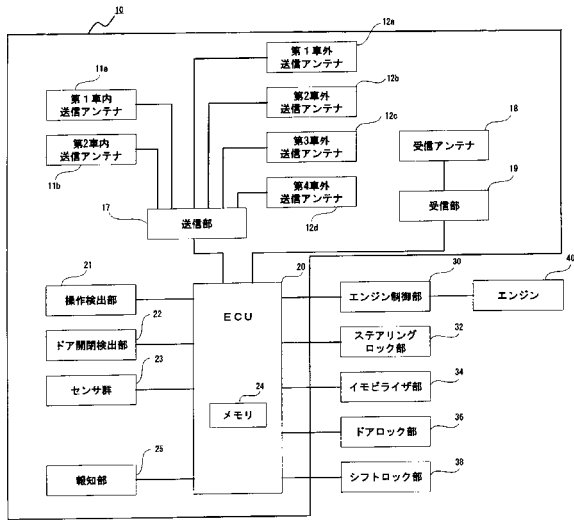 10
12a
第1車外
送信アンテナ
11a
第1車内
送信アンテナ
12b
第2車外
送信アンテナ
第2車内
送信アンテナ
11b
12c
第3車外
送信アンテナ
18
受信アンテナ
17
送信部
第4車外
送信アンテナ
12d
19
受信部
21
操作検出部
20
ECU
30
エンジン制御部
40
エンジン
22
ドア開閉検出部
32
ステアリング
ロック部
23
センサ群
24
メモリ
34
イモビライザ部
36
ドアロック部
25
報知部
38
シフトロック部